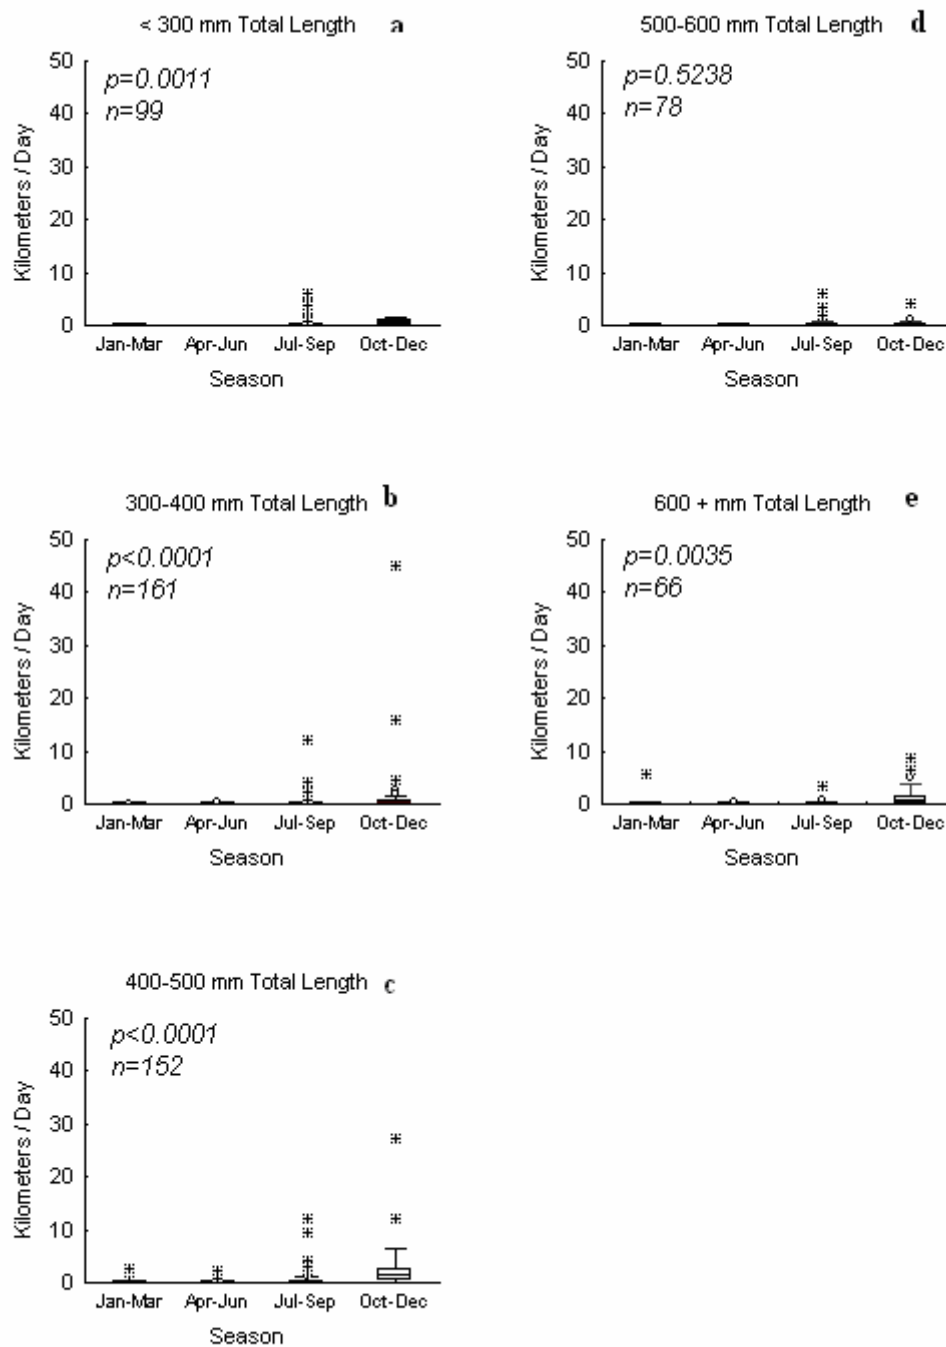 < 300 mm Total Length a
p=0.0011
n=99
50
40
30
20
10
0
Kilometers / Day
Jan-Mar Apr-Jun Jul-Sep Oct-Dec
Season
500-600 mm Total Length d
p=0.5238
n=78
50
40
30
20
10
0
Kilometers / Day
Jan-Mar Apr-Jun Jul-Sep Oct-Dec
Season
300-400 mm Total Length b
p<0.0001
n=161
50
40
30
20
10
0
Kilometers / Day
Jan-Mar Apr-Jun Jul-Sep Oct-Dec
Season
600 + mm Total Length e
p=0.0035
n=66
50
40
30
20
10
0
Kilometers / Day
Jan-Mar Apr-Jun Jul-Sep Oct-Dec
Season
400-500 mm Total Length c
p<0.0001
n=152
50
40
30
20
10
0
Kilometers / Day
Jan-Mar Apr-Jun Jul-Sep Oct-Dec
Season